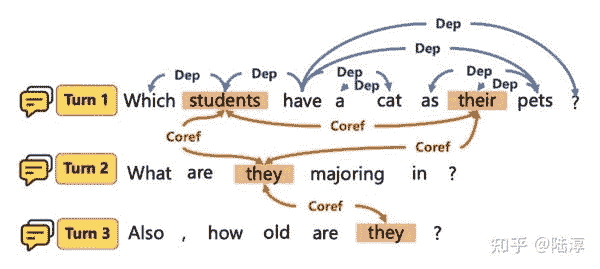 Dep
Dep
Dep Dep Dep Dep
Dep Dep
Turn 1 Which students have a cat as their pets ?
Coref Coref
Coref
Turn 2 What are they majoring in ?
Coref
Turn 3 Also , how old are they ?
知乎 @陆淳